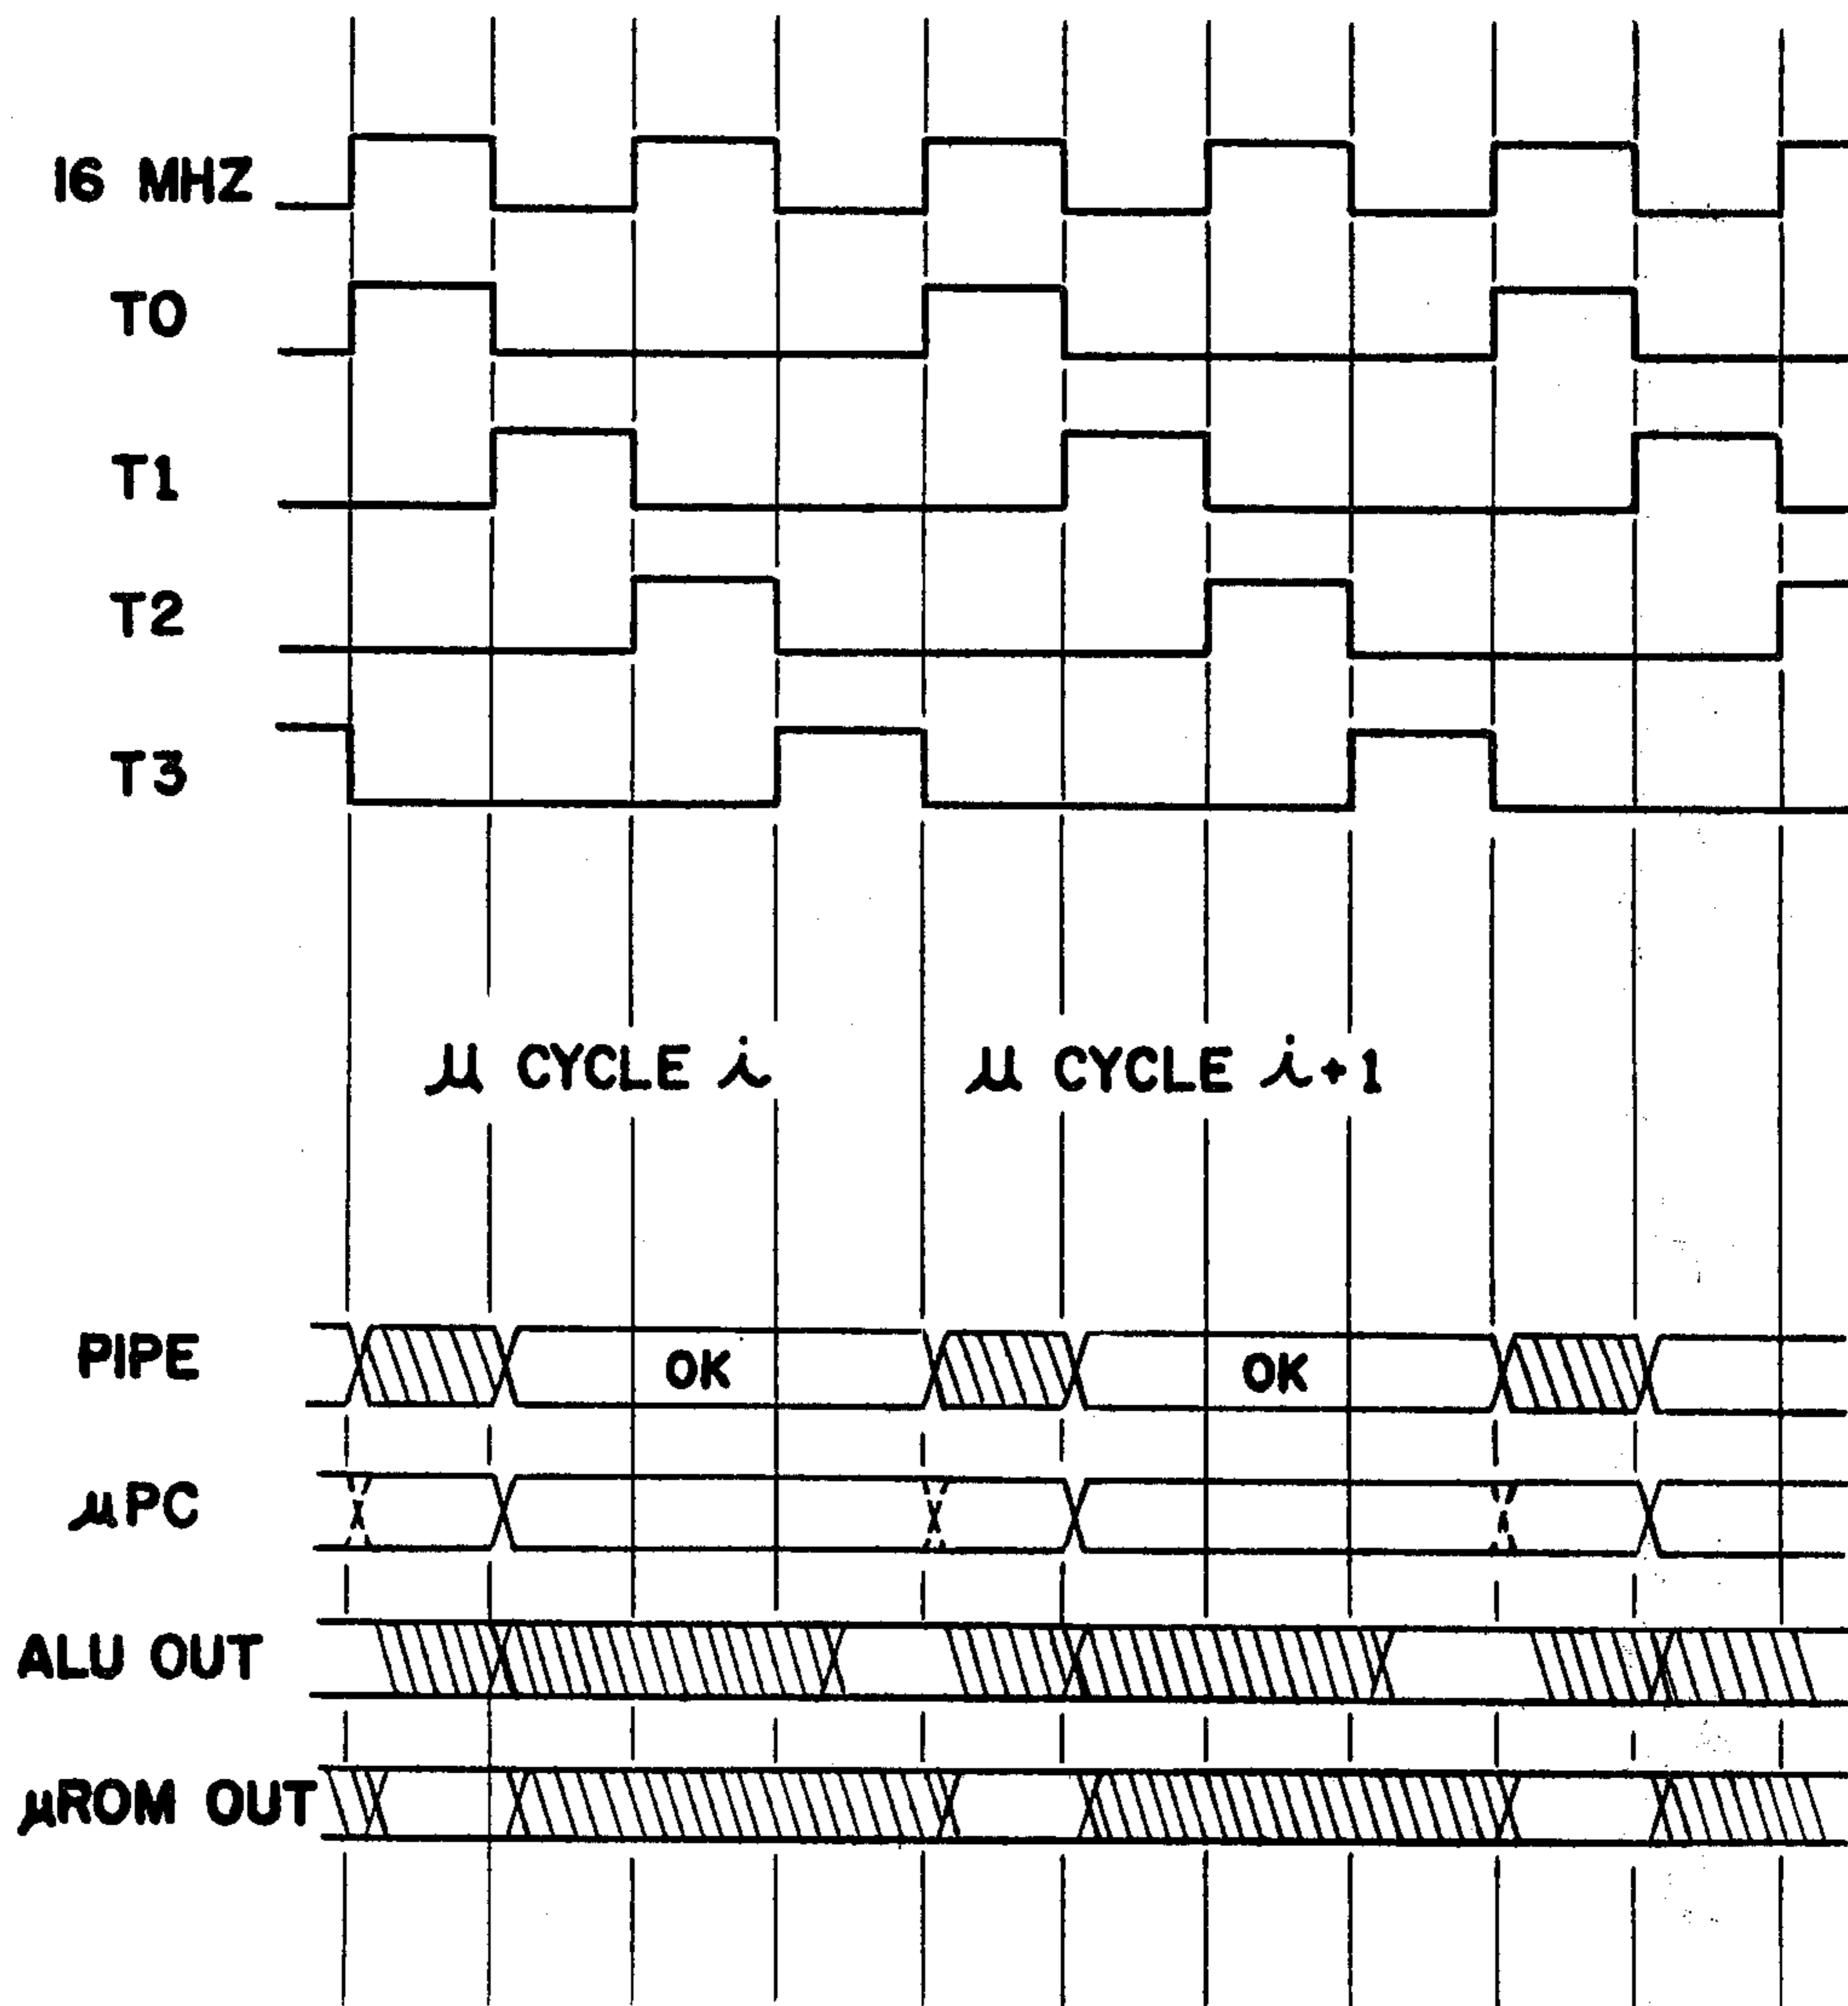 16 MHZ
T0
T1
T2
T3
μ CYCLE i
μ CYCLE i+1
PIPE
OK
OK
μPC
ALU OUT
μROM OUT